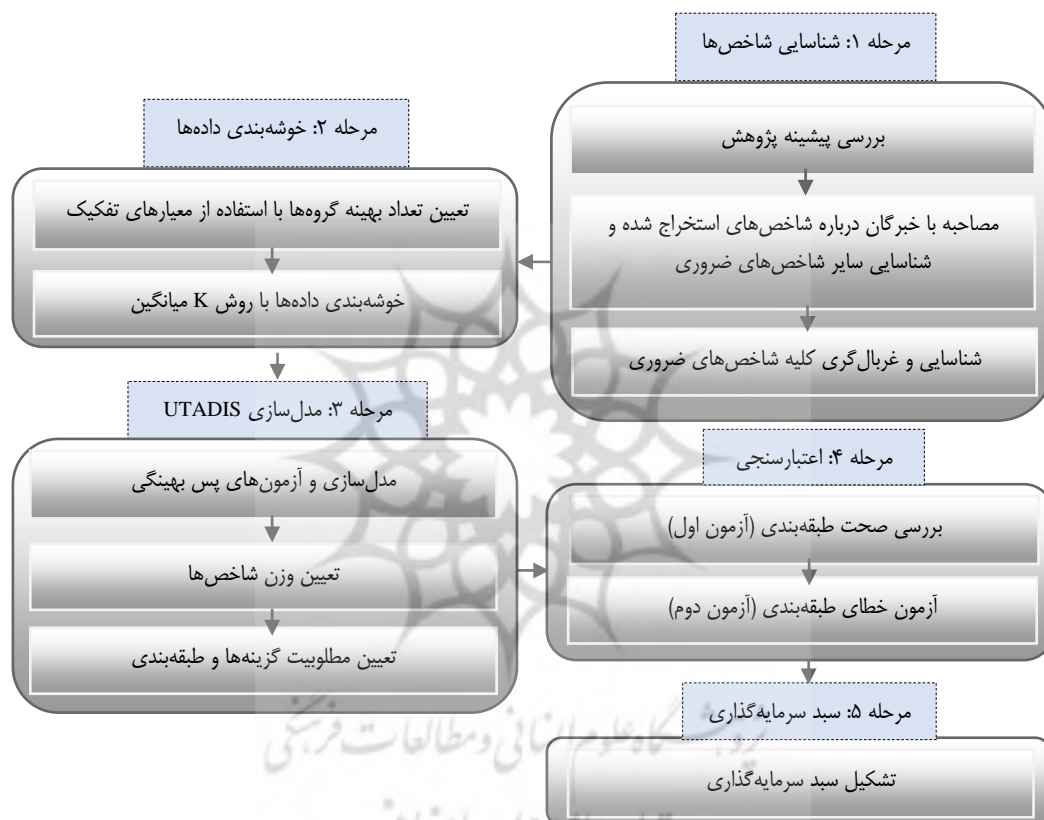 مرحله ۱: شناسایی شاخص‌ها
بررسی پیشینه پژوهش
مصاحبه با خبرگان درباره شاخص‌های استخراج شده و
شناسایی سایر شاخص‌های ضروری
شناسایی و غربال‌گری کلیه شاخص‌های ضروری
مرحله ۲: خوشه‌بندی داده‌ها
تعیین تعداد بهینه گروه‌ها با استفاده از معیارهای تفکیک
خوشه‌بندی داده‌ها با روش K میانگین
مرحله ۳: مدل‌سازی UTADIS
مدل‌سازی و آزمون‌های پس بهینگی
تعیین وزن شاخص‌ها
تعیین مطلوبیت گزینه‌ها و طبقه‌بندی
مرحله ۴: اعتبارسنجی
بررسی صحت طبقه‌بندی (آزمون اول)
آزمون خطای طبقه‌بندی (آزمون دوم)
مرحله ۵: سبد سرمایه‌گذاری
تشکیل سبد سرمایه‌گذاری
پژوهشگاه علوم انسانی و مطالعات فرهنگی